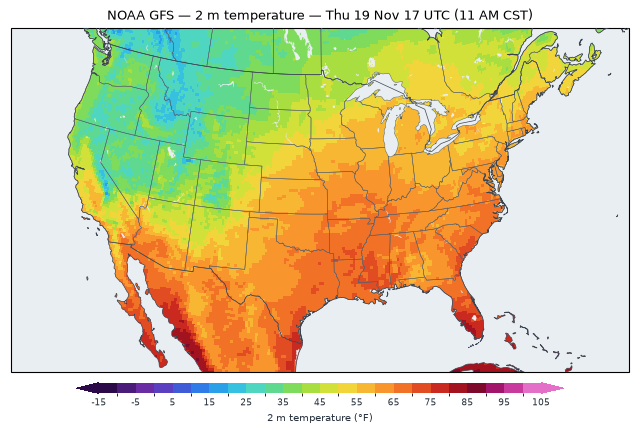 NOAA GFS — 2 m temperature — Thu 19 Nov 17 UTC (11 AM CST)
-15 -5 5 15 25 35 45 55 65 75 85 95 105
2 m temperature (°F)